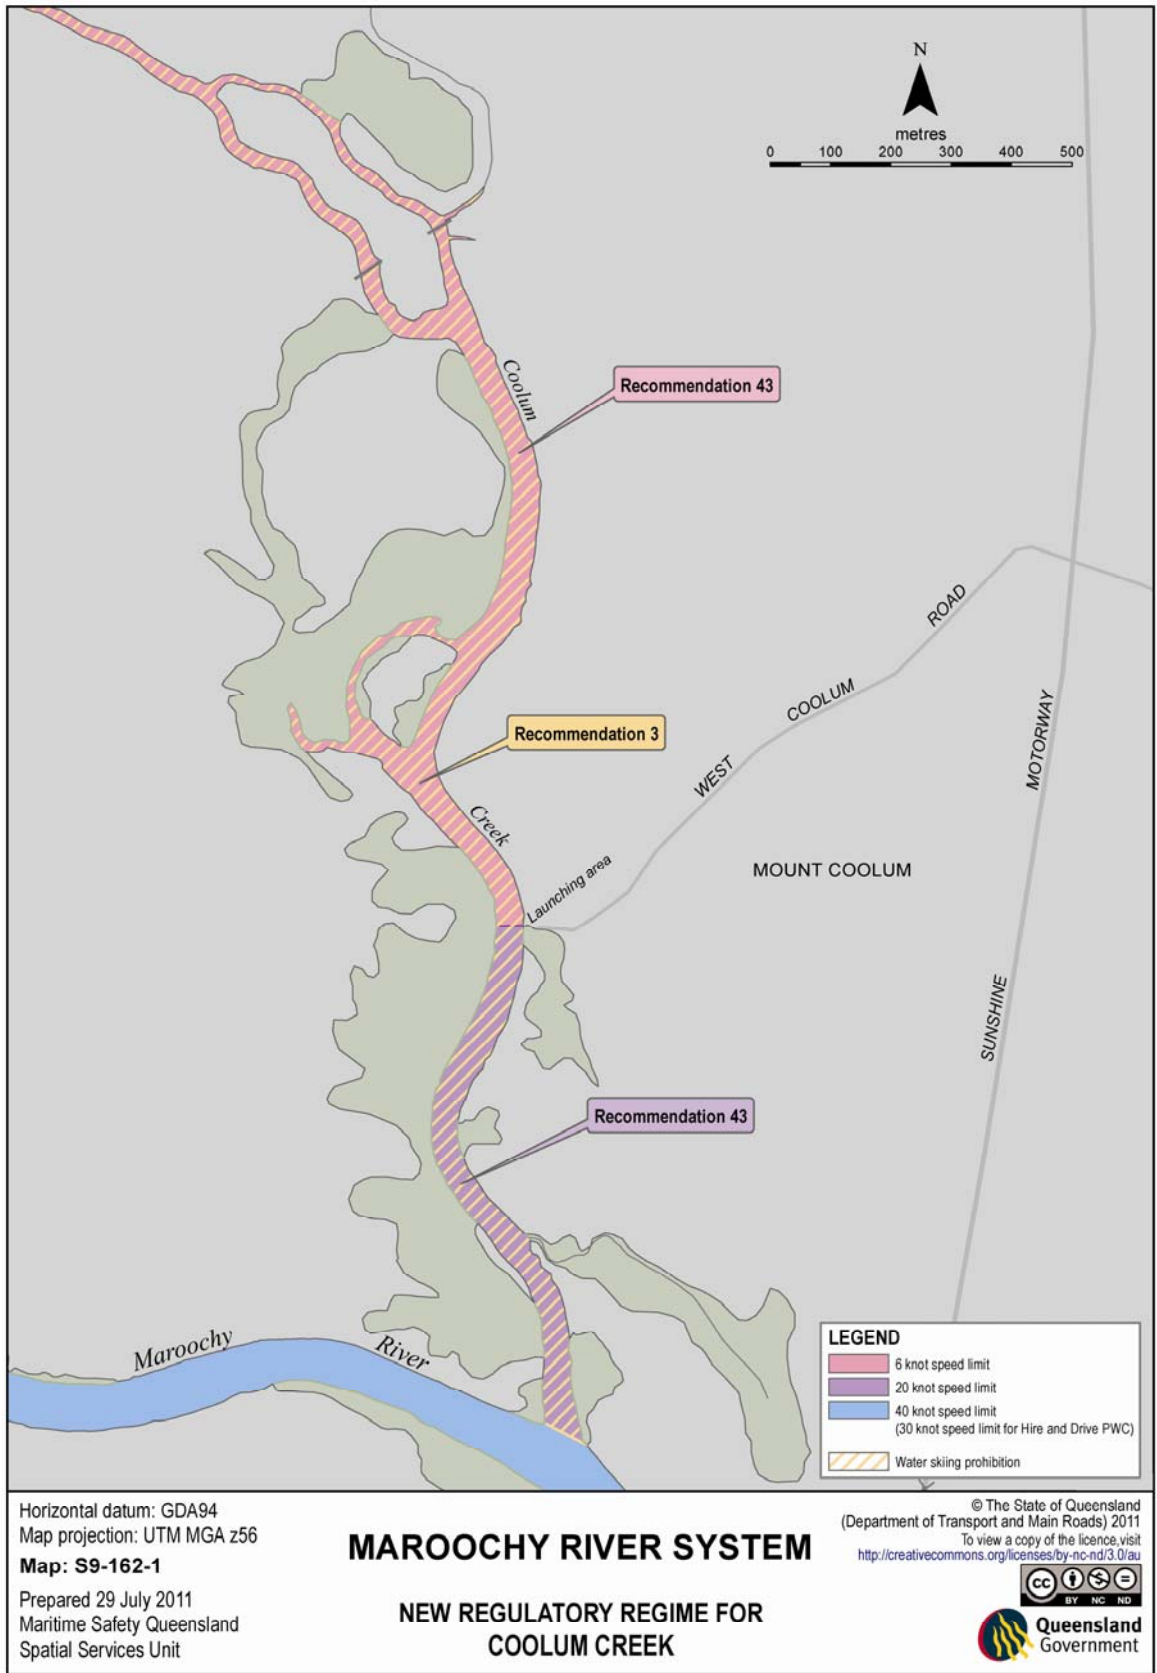 N
metres
0 100 200 300 400 500
Coolum
Recommendation 43
ROAD
COOLUM
WEST
MOTORWAY
Recommendation 3
Creek
Launching area
MOUNT COOLUM
SUNSHINE
Recommendation 43
Maroochy
River
LEGEND
6 knot speed limit
20 knot speed limit
40 knot speed limit
(30 knot speed limit for Hire and Drive PWC)
Water skiing prohibition
Horizontal datum: GDA94
Map projection: UTM MGA z56
Map: S9-162-1
Prepared 29 July 2011
Maritime Safety Queensland
Spatial Services Unit
MAROOCHY RIVER SYSTEM
NEW REGULATORY REGIME FOR
COOLUM CREEK
© The State of Queensland
(Department of Transport and Main Roads) 2011
To view a copy of the licence,visit
http://creativecommons.org/licenses/by-nc-nd/3.0/au
cc
BY NC ND
Queensland
Government